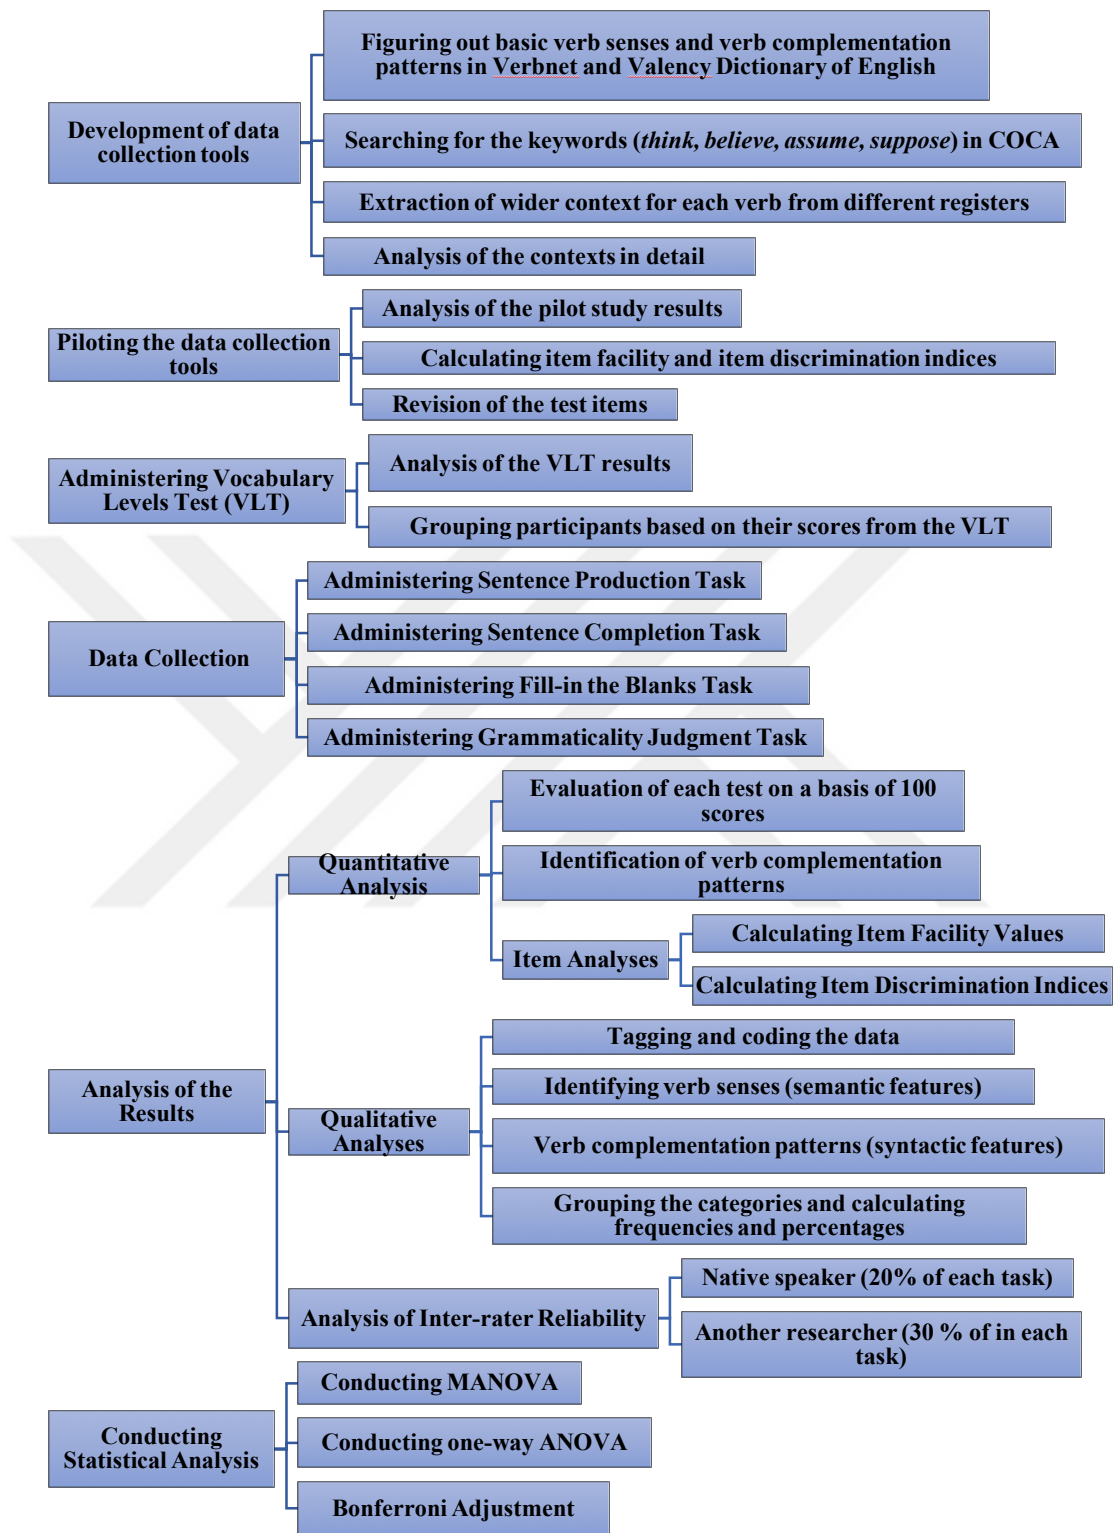 Figuring out basic verb senses and verb complementation
patterns in Verbnet and Valency Dictionary of English
Development of data
collection tools
Searching for the keywords (think, believe, assume, suppose) in COCA
Extraction of wider context for each verb from different registers
Analysis of the contexts in detail
Analysis of the pilot study results
Piloting the data collection
tools
Calculating item facility and item discrimination indices
Revision of the test items
Administering Vocabulary
Levels Test (VLT)
Analysis of the VLT results
Grouping participants based on their scores from the VLT
Administering Sentence Production Task
Administering Sentence Completion Task
Data Collection
Administering Fill-in the Blanks Task
Administering Grammaticality Judgment Task
Evaluation of each test on a basis of 100
scores
Quantitative
Analysis
Identification of verb complementation
patterns
Item Analyses
Calculating Item Facility Values
Calculating Item Discrimination Indices
Tagging and coding the data
Identifying verb senses (semantic features)
Analysis of the
Results
Qualitative
Analyses
Verb complementation patterns (syntactic features)
Grouping the categories and calculating
frequencies and percentages
Native speaker (20% of each task)
Analysis of Inter-rater Reliability
Another researcher (30 % of in each
task)
Conducting MANOVA
Conducting
Statistical Analysis
Conducting one-way ANOVA
Bonferroni Adjustment